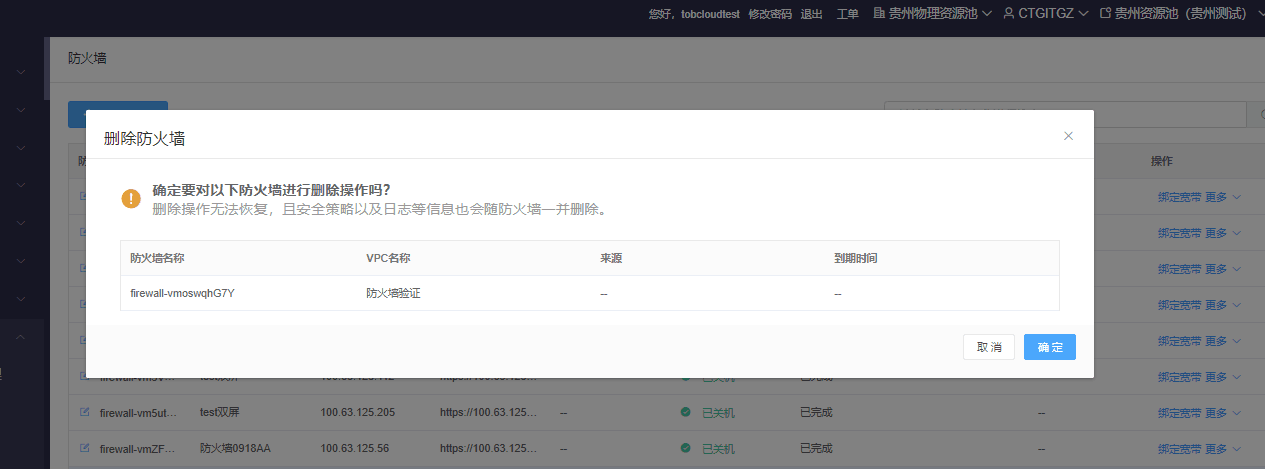 您好，tobcloudtest 修改密码 退出 工单 贵州物理资源池 CTGITGZ 贵州资源池（贵州测试）
防火墙
删除防火墙
操作
确定要对以下防火墙进行删除操作吗？
删除操作无法恢复，且安全策略以及日志等信息也会随防火墙一并删除。
绑定宽带 更多
绑定宽带 更多
防火墙名称 VPC名称 来源 到期时间
绑定宽带 更多
firewall-vmoswqhG7Y 防火墙验证 -- --
绑定宽带 更多
取消 确定
绑定宽带 更多
已关机 已完成 绑定宽带 更多
firewall-vm5ut... test双屏 100.63.125.205 https://100.63.125... -- 已关机 已完成 -- 绑定宽带 更多
firewall-vmZF... 防火墙0918AA 100.63.125.56 https://100.63.125... -- 已关机 已完成 -- 绑定宽带 更多